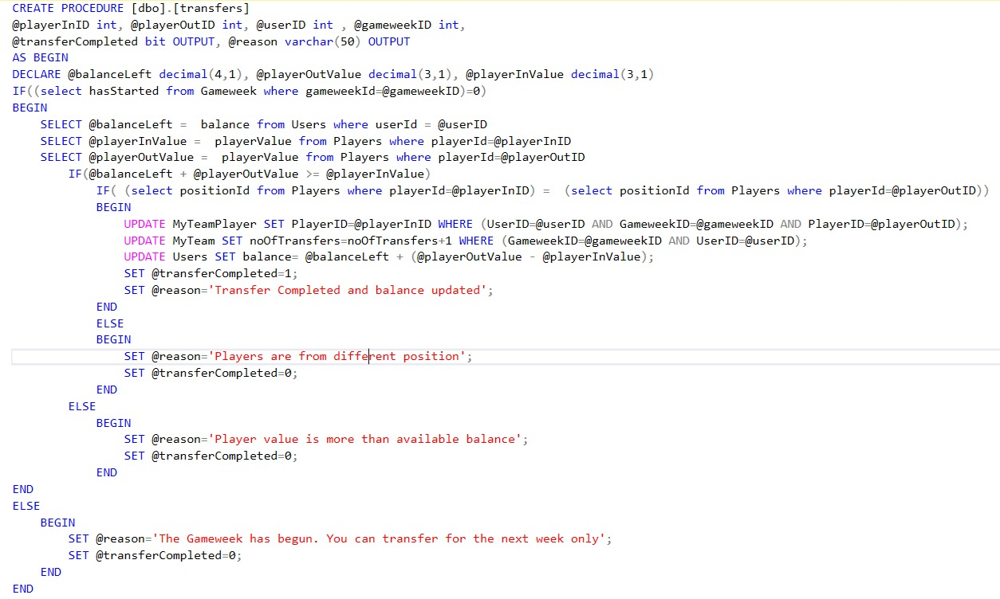 CREATE PROCEDURE [dbo].[transfers]
@playerInID int, @playerOutID int, @userID int , @gameweekID int,
@transferCompleted bit OUTPUT, @reason varchar(50) OUTPUT
AS BEGIN
DECLARE @balanceLeft decimal(4,1), @playerOutValue decimal(3,1), @playerInValue decimal(3,1)
IF((select hasStarted from Gameweek where gameweekId=@gameweekID)=0)
BEGIN
    SELECT @balanceLeft =  balance from Users where userId = @userID
    SELECT @playerInValue =  playerValue from Players where playerId=@playerInID
    SELECT @playerOutValue =  playerValue from Players where playerId=@playerOutID
        IF(@balanceLeft + @playerOutValue >= @playerInValue)
            IF( (select positionId from Players where playerId=@playerInID) =  (select positionId from Players where playerId=@playerOutID))
            BEGIN
                UPDATE MyTeamPlayer SET PlayerID=@playerInID WHERE (UserID=@userID AND GameweekID=@gameweekID AND PlayerID=@playerOutID);
                UPDATE MyTeam SET noOfTransfers=noOfTransfers+1 WHERE (GameweekID=@gameweekID AND UserID=@userID);
                UPDATE Users SET balance= @balanceLeft + (@playerOutValue - @playerInValue);
                SET @transferCompleted=1;
                SET @reason='Transfer Completed and balance updated';
            END
            ELSE
            BEGIN
                SET @reason='Players are from different position';
                SET @transferCompleted=0;
            END
        ELSE
            BEGIN
                SET @reason='Player value is more than available balance';
                SET @transferCompleted=0;
            END
END
ELSE
    BEGIN
        SET @reason='The Gameweek has begun. You can transfer for the next week only';
        SET @transferCompleted=0;
    END
END